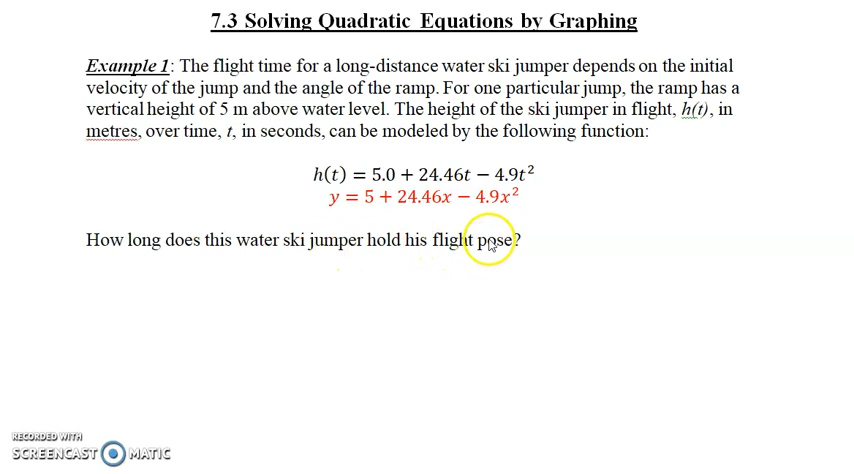 7.3 Solving Quadratic Equations by Graphing
Example 1: The flight time for a long-distance water ski jumper depends on the initial
velocity of the jump and the angle of the ramp. For one particular jump, the ramp has a
vertical height of 5 m above water level. The height of the ski jumper in flight, h(t), in
metres, over time, t, in seconds, can be modeled by the following function:
h(t) = 5.0 + 24.46t − 4.9t²
y = 5 + 24.46x − 4.9x²
How long does this water ski jumper hold his flight pose?
RECORDED WITH
SCREENCAST MATIC